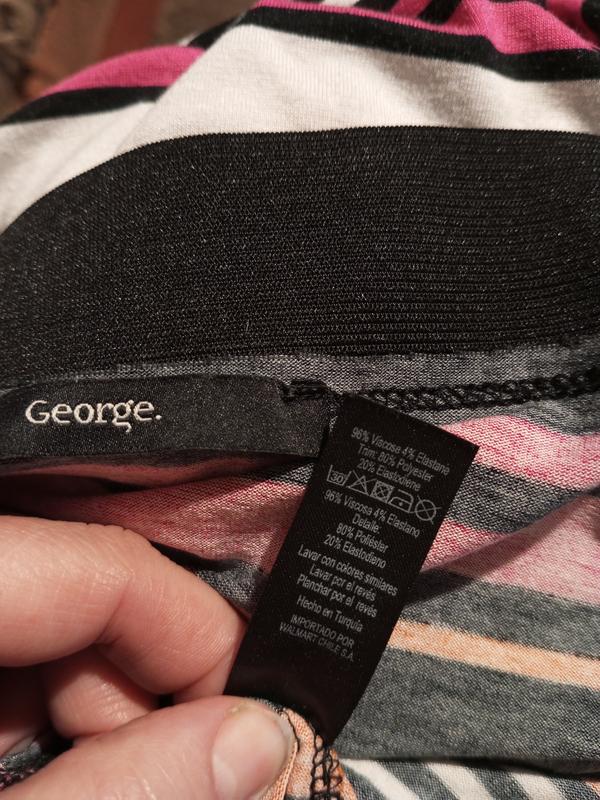 George.
96% Viscosa 4% Elastano
Trim: 80% Polyester
20% Elastodiene
30
96% Viscosa 4% Elastano
Detalle
80% Poliéster
20% Elastodieno
Lavar con colores similares
Lavar por el revés
Planchar por el revés
Hecho en Turquía
IMPORTADO POR
WALMART CHILE S.A.